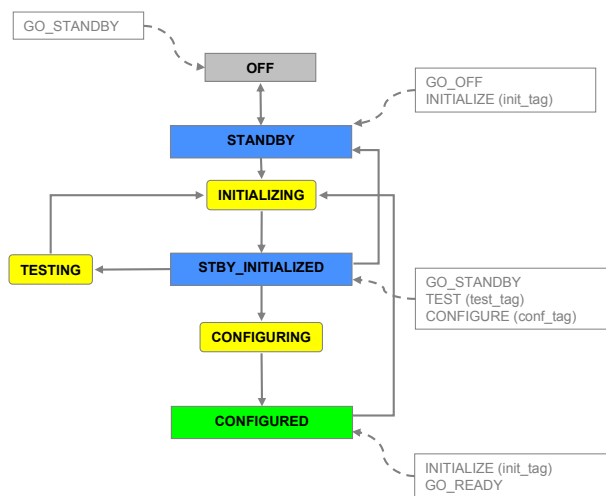 GO_STANDBY
OFF
GO_OFF
INITIALIZE (init_tag)
STANDBY
INITIALIZING
TESTING
STBY_INITIALIZED
GO_STANDBY
TEST (test_tag)
CONFIGURE (conf_tag)
CONFIGURING
CONFIGURED
INITIALIZE (init_tag)
GO_READY